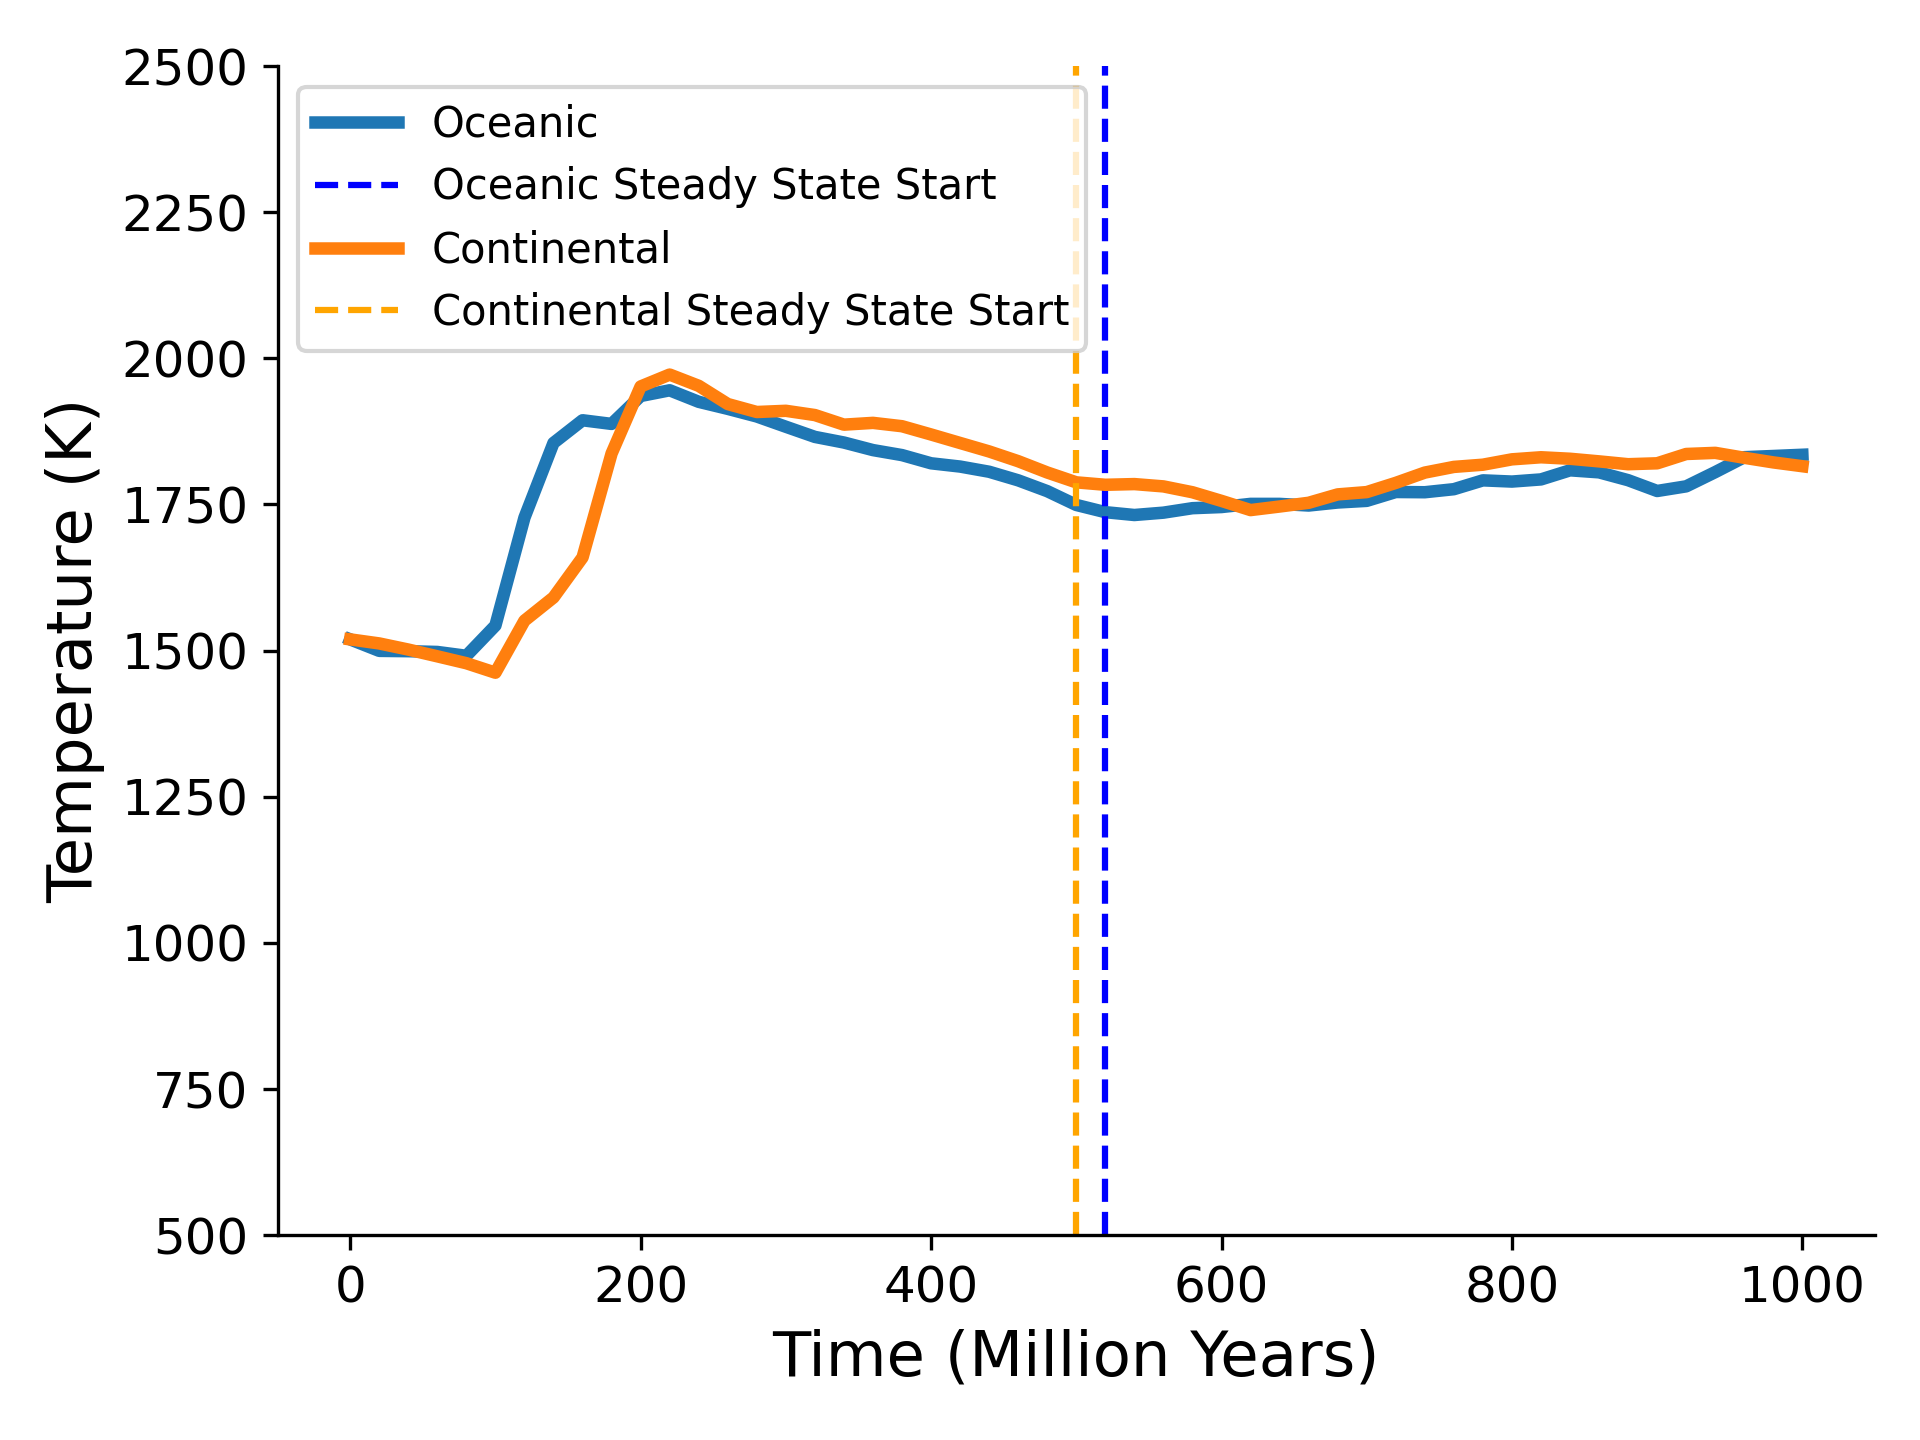 2500
2250
2000
1750
1500
1250
1000
750
500
Temperature (K)
Oceanic
Oceanic Steady State Start
Continental
Continental Steady State Start
0 200 400 600 800 1000
Time (Million Years)